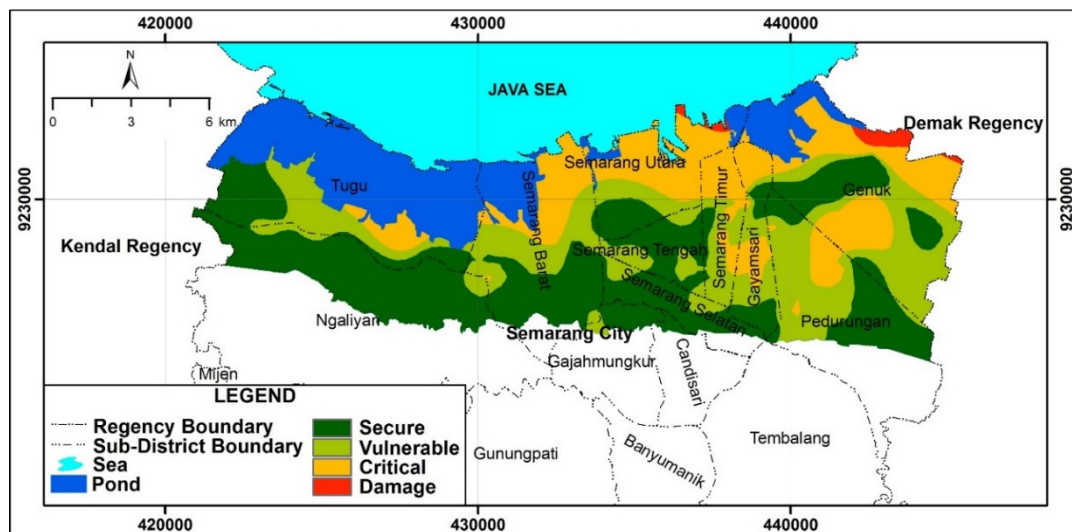 420000 430000 440000
N
0 3 6 km
JAVA SEA
Demak Regency
Semarang Utara
Tugu
Semarang Barat
Semarang Timur
Genuk
9230000
9230000
Kendal Regency
Semarang Tengah
Gayamsari
Semarang Selatan
Ngaliyan
Semarang City
Pedurungan
Gajahmungkur
Candisari
Mijen
Tembalang
Gunungpati
Banyumanik
LEGEND
Regency Boundary
Sub-District Boundary
Sea
Pond
Secure
Vulnerable
Critical
Damage
420000 430000 440000